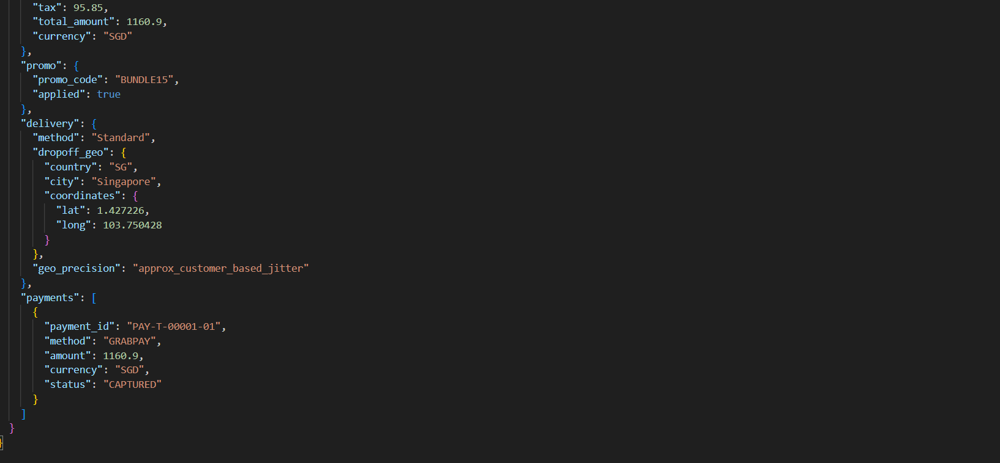 "tax": 95.85,
"total_amount": 1160.9,
"currency": "SGD"
},
"promo": {
"promo_code": "BUNDLE15",
"applied": true
},
"delivery": {
"method": "Standard",
"dropoff_geo": {
"country": "SG",
"city": "Singapore",
"coordinates": {
"lat": 1.427226,
"long": 103.750428
}
},
"geo_precision": "approx_customer_based_jitter"
},
"payments": [
{
"payment_id": "PAY-T-00001-01",
"method": "GRABPAY",
"amount": 1160.9,
"currency": "SGD",
"status": "CAPTURED"
}
]
}
}